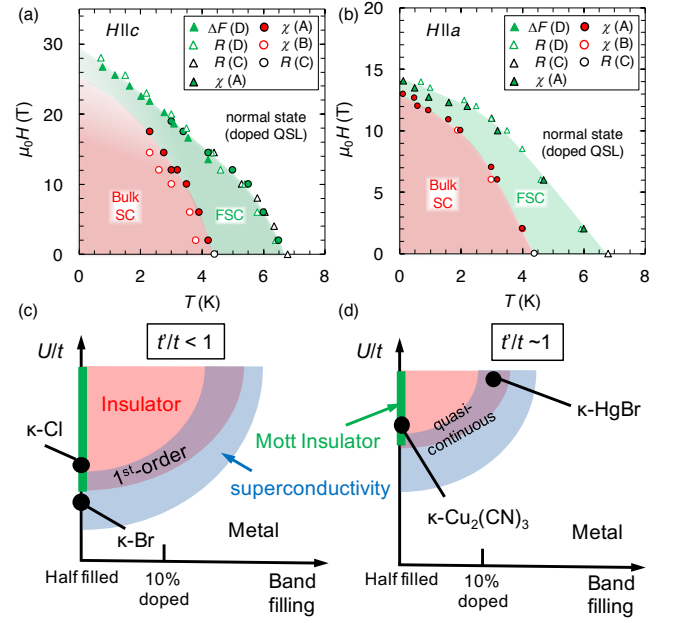 (a)
H||c
ΔF (D)
χ (A)
R (D)
χ (B)
R (C)
R (C)
χ (A)
normal state
(doped QSL)
Bulk
SC
FSC
μ₀H (T)
40
30
20
10
0
0
2
4
6
8
T (K)
(b)
H||a
ΔF (D)
χ (A)
R (D)
χ (B)
R (C)
R (C)
χ (A)
normal state
(doped QSL)
Bulk
SC
FSC
μ₀H (T)
20
15
10
5
0
0
2
4
6
8
T (K)
(c)
t'/t < 1
U/t
Insulator
κ-Cl
1st-order
superconductivity
κ-Br
Metal
Half filled
10%
doped
Band
filling
(d)
t'/t ~1
U/t
κ-HgBr
Mott Insulator
quasi-
continuous
κ-Cu₂(CN)₃
Metal
Half filled
10%
doped
Band
filling